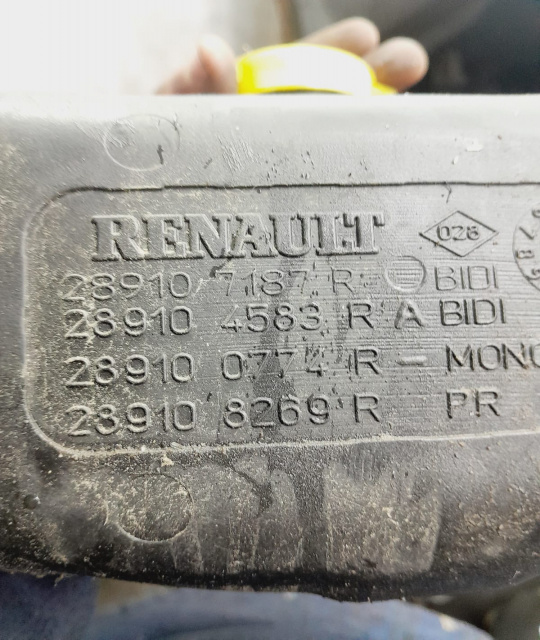 RENAULT
028
28910 7187 R BIDI
28910 4583 R A BIDI
28910 0774 R - MONO
28910 8269 R PR